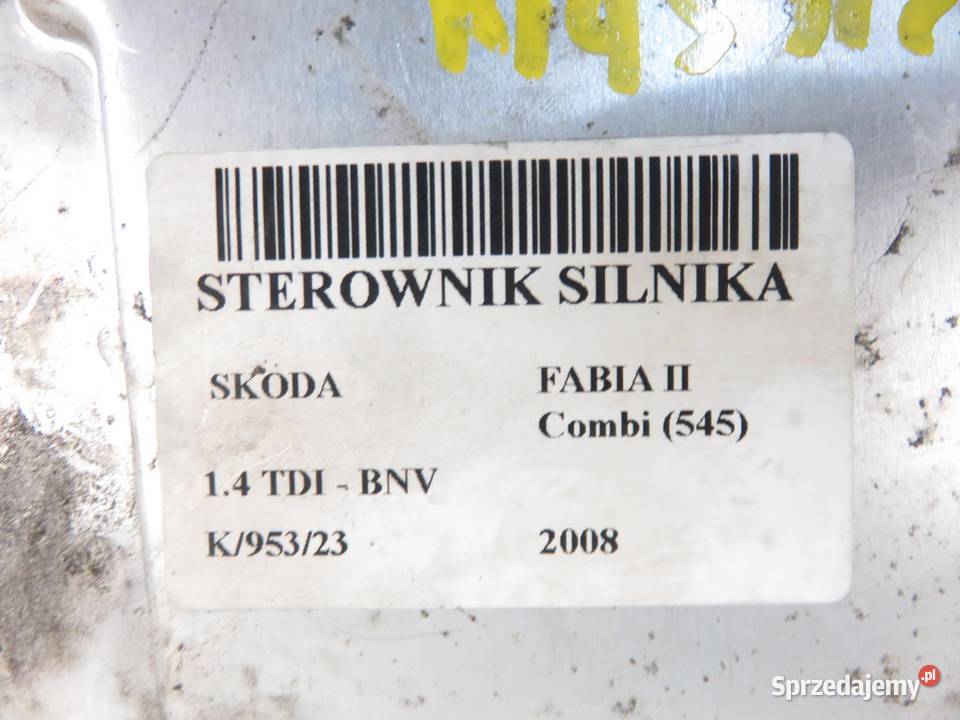 STEROWNIK SILNIKA
SKODA FABIA II
Combi (545)
1.4 TDI - BNV
K/953/23 2008
Sprzedajemy.pl